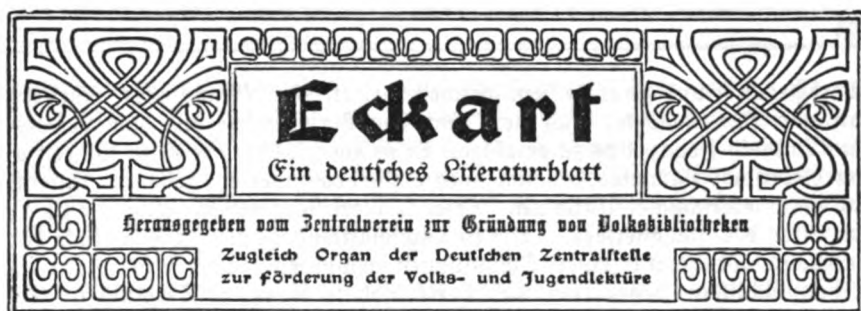 Eckart
Ein deutsches Literaturblatt
Herausgegeben vom Zentralverein zur Gründung von Volksbibliotheken
Zugleich Organ der Deutschen Zentralstelle
zur Förderung der Volks- und Jugendlektüre